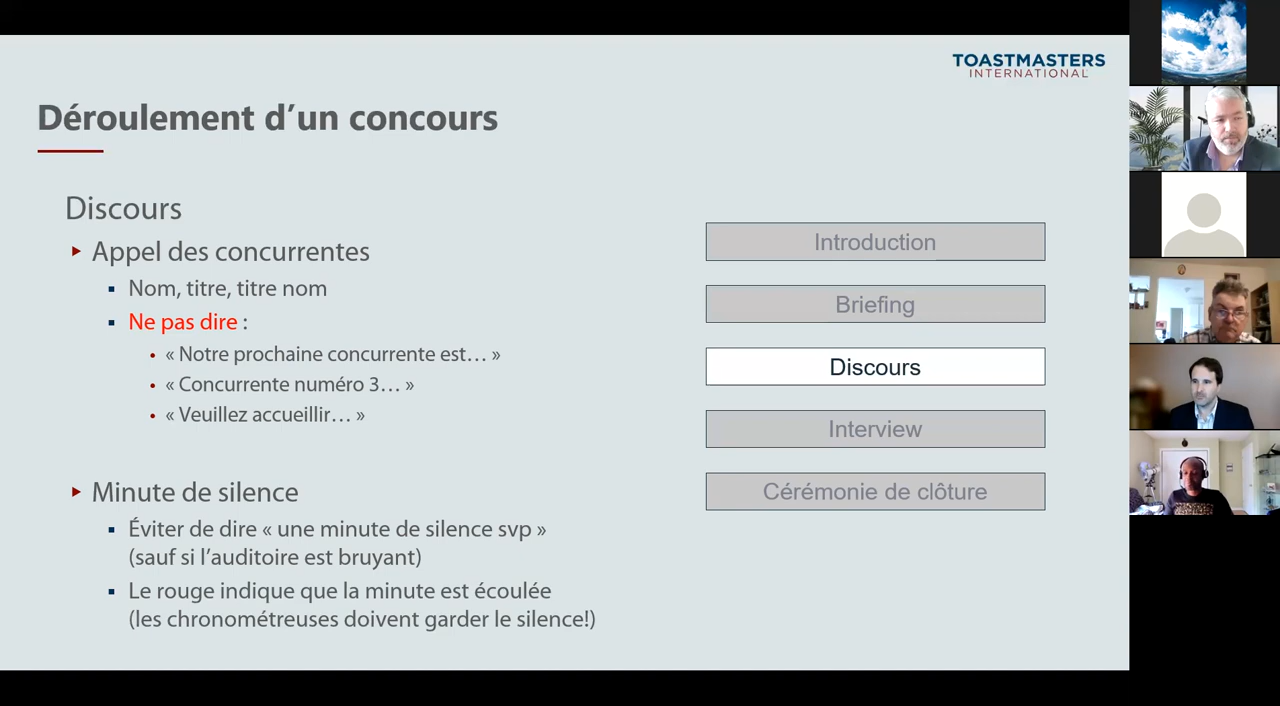 TOASTMASTERS
INTERNATIONAL
Déroulement d’un concours
Discours
Appel des concurrentes
Nom, titre, titre nom
Ne pas dire :
« Notre prochaine concurrente est… »
« Concurrente numéro 3… »
« Veuillez accueillir… »
Minute de silence
Éviter de dire « une minute de silence svp »
(sauf si l’auditoire est bruyant)
Le rouge indique que la minute est écoulée
(les chronométreuses doivent garder le silence!)
Introduction
Briefing
Discours
Interview
Cérémonie de clôture